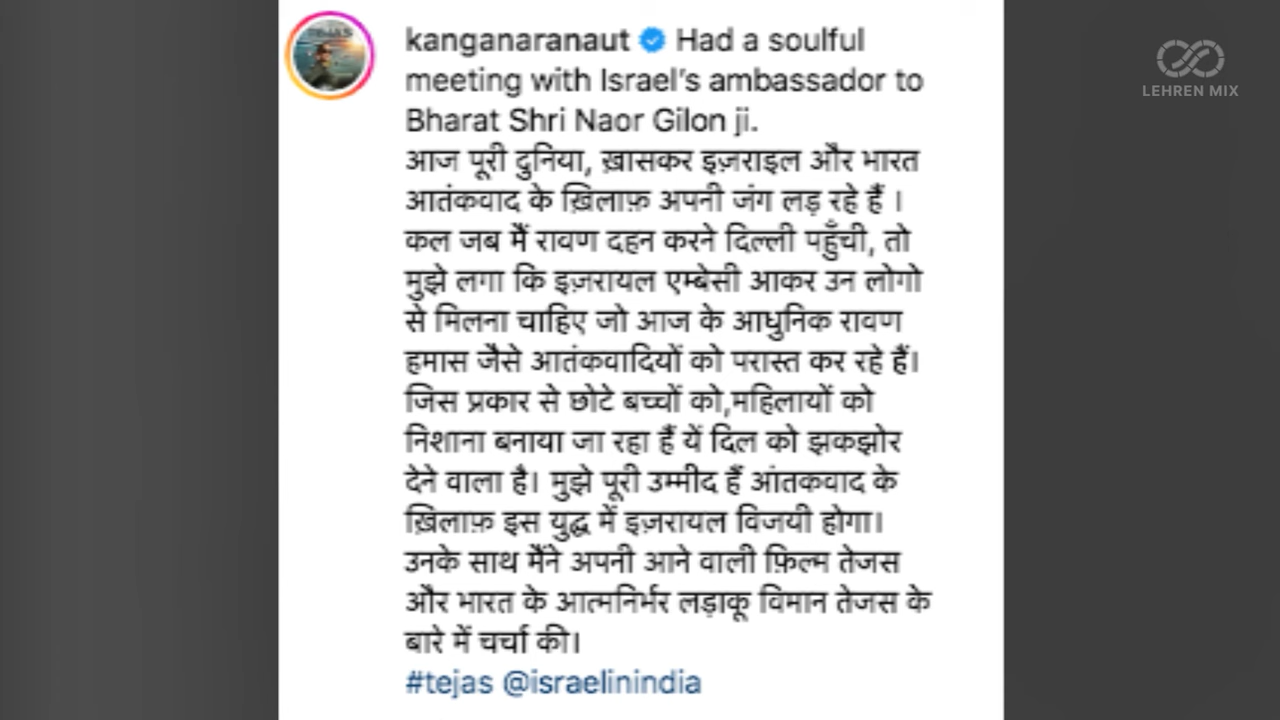 kanganaranaut Had a soulful
meeting with Israel's ambassador to
Bharat Shri Naor Gilon ji.
आज पूरी दुनिया, ख़ासकर इज़राइल और भारत
आतंकवाद के ख़िलाफ़ अपनी जंग लड़ रहे हैं ।
कल जब मैं रावण दहन करने दिल्ली पहुँची, तो
मुझे लगा कि इज़रायल एम्बेसी आकर उन लोगो
से मिलना चाहिए जो आज के आधुनिक रावण
हमास जैसे आतंकवादियों को परास्त कर रहे हैं।
जिस प्रकार से छोटे बच्चों को,महिलायों को
निशाना बनाया जा रहा हैं यें दिल को झकझोर
देने वाला है। मुझे पूरी उम्मीद हैं आंतकवाद के
ख़िलाफ़ इस युद्ध में इज़रायल विजयी होगा।
उनके साथ मैंने अपनी आने वाली फ़िल्म तेजस
और भारत के आत्मनिर्भर लड़ाकू विमान तेजस के
बारे में चर्चा की।
#tejas @israelinindia
LEHREN MIX